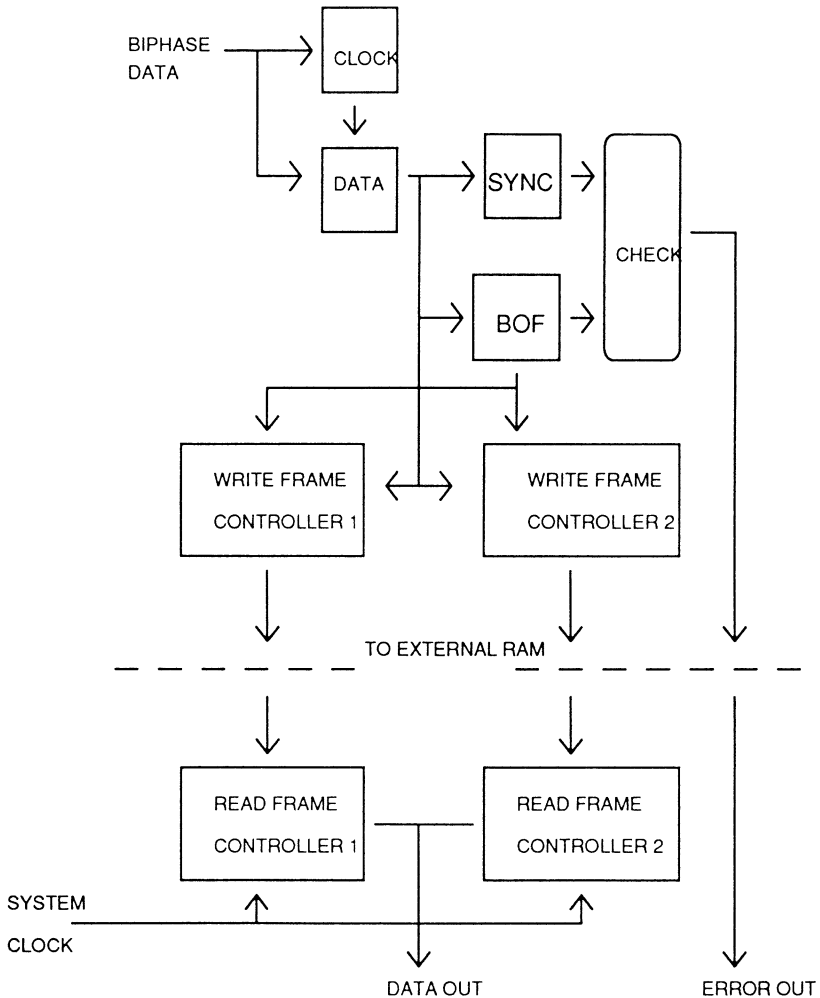 BIPHASE
DATA
CLOCK
DATA
SYNC
CHECK
BOF
WRITE FRAME
CONTROLLER 1
WRITE FRAME
CONTROLLER 2
TO EXTERNAL RAM
READ FRAME
CONTROLLER 1
READ FRAME
CONTROLLER 2
SYSTEM
CLOCK
DATA OUT
ERROR OUT